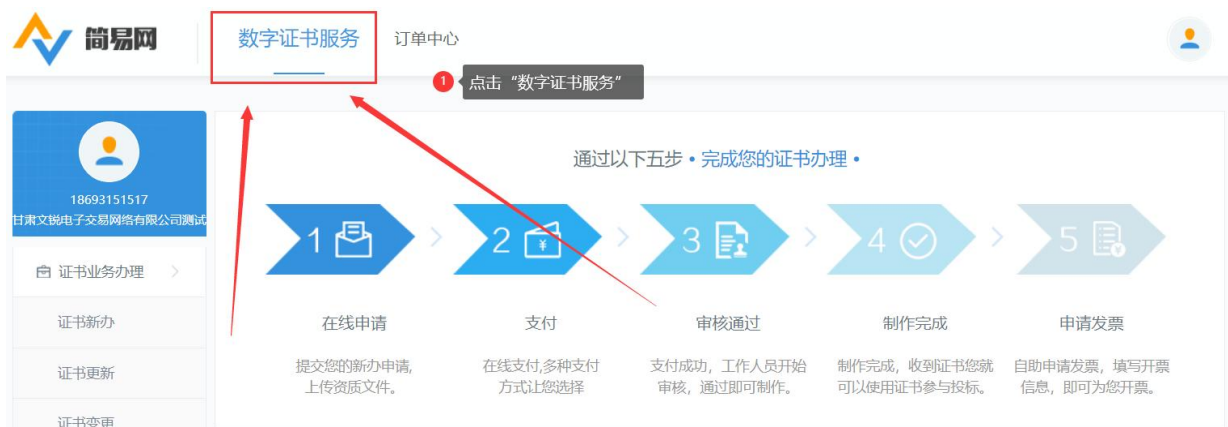 简易网
数字证书服务
订单中心
1 点击“数字证书服务”
18693151517
甘肃文锐电子交易网络有限公司测试
证书业务办理
证书新办
证书更新
证书变更
通过以下五步•完成您的证书办理•
1
2
3
4
5
在线申请
提交您的新办申请,
上传资质文件。
支付
在线支付,多种支付
方式让您选择
审核通过
支付成功，工作人员开始
审核，通过即可制作。
制作完成
制作完成，收到证书您就
可以使用证书参与投标。
申请发票
自助申请发票，填写开票
信息，即可为您开票。